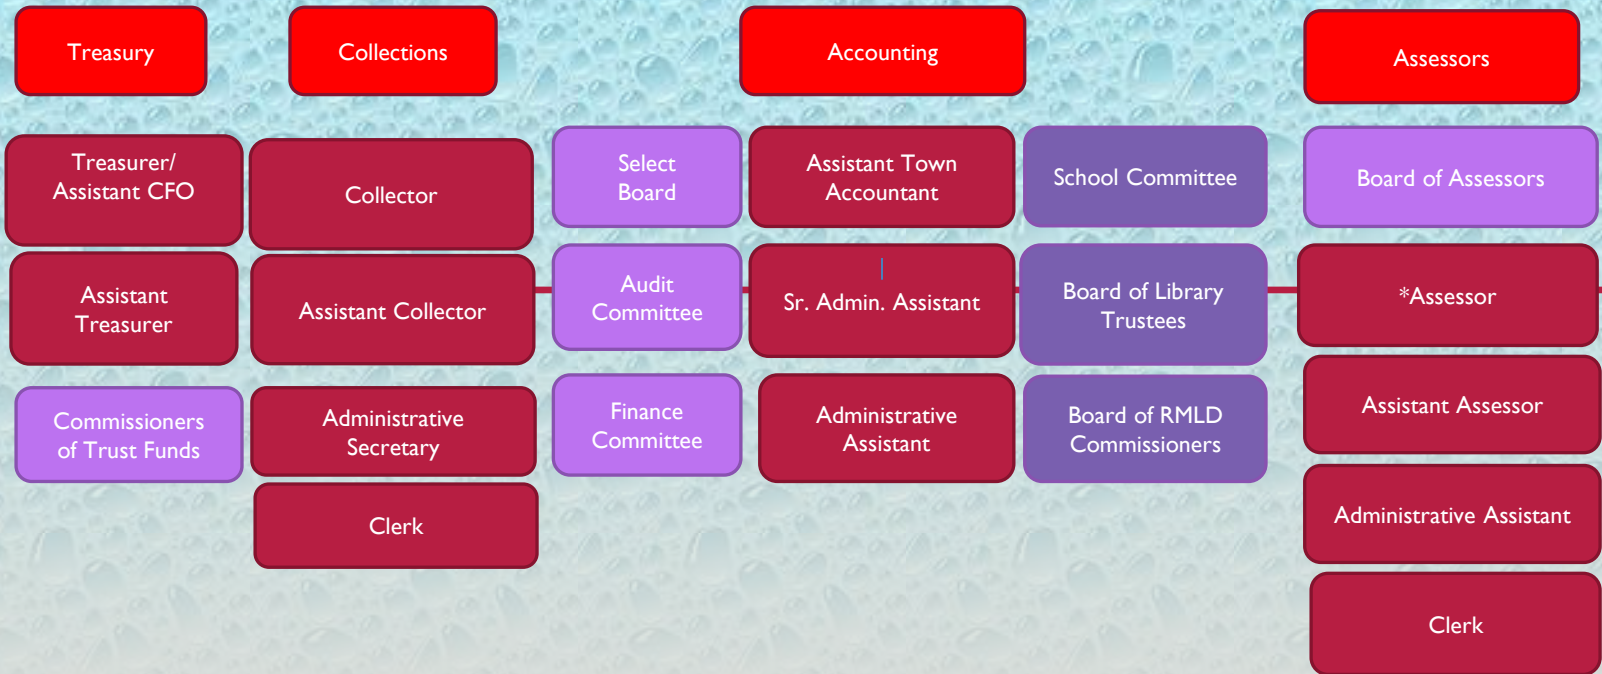 Treasury
Collections
Accounting
Assessors
Treasurer/
Assistant CFO
Assistant
Treasurer
Commissioners
of Trust Funds
Collector
Assistant Collector
Administrative
Secretary
Clerk
Select
Board
Audit
Committee
Finance
Committee
Assistant Town
Accountant
Sr. Admin. Assistant
Administrative
Assistant
School Committee
Board of Library
Trustees
Board of RMLD
Commissioners
Board of Assessors
*Assessor
Assistant Assessor
Administrative Assistant
Clerk